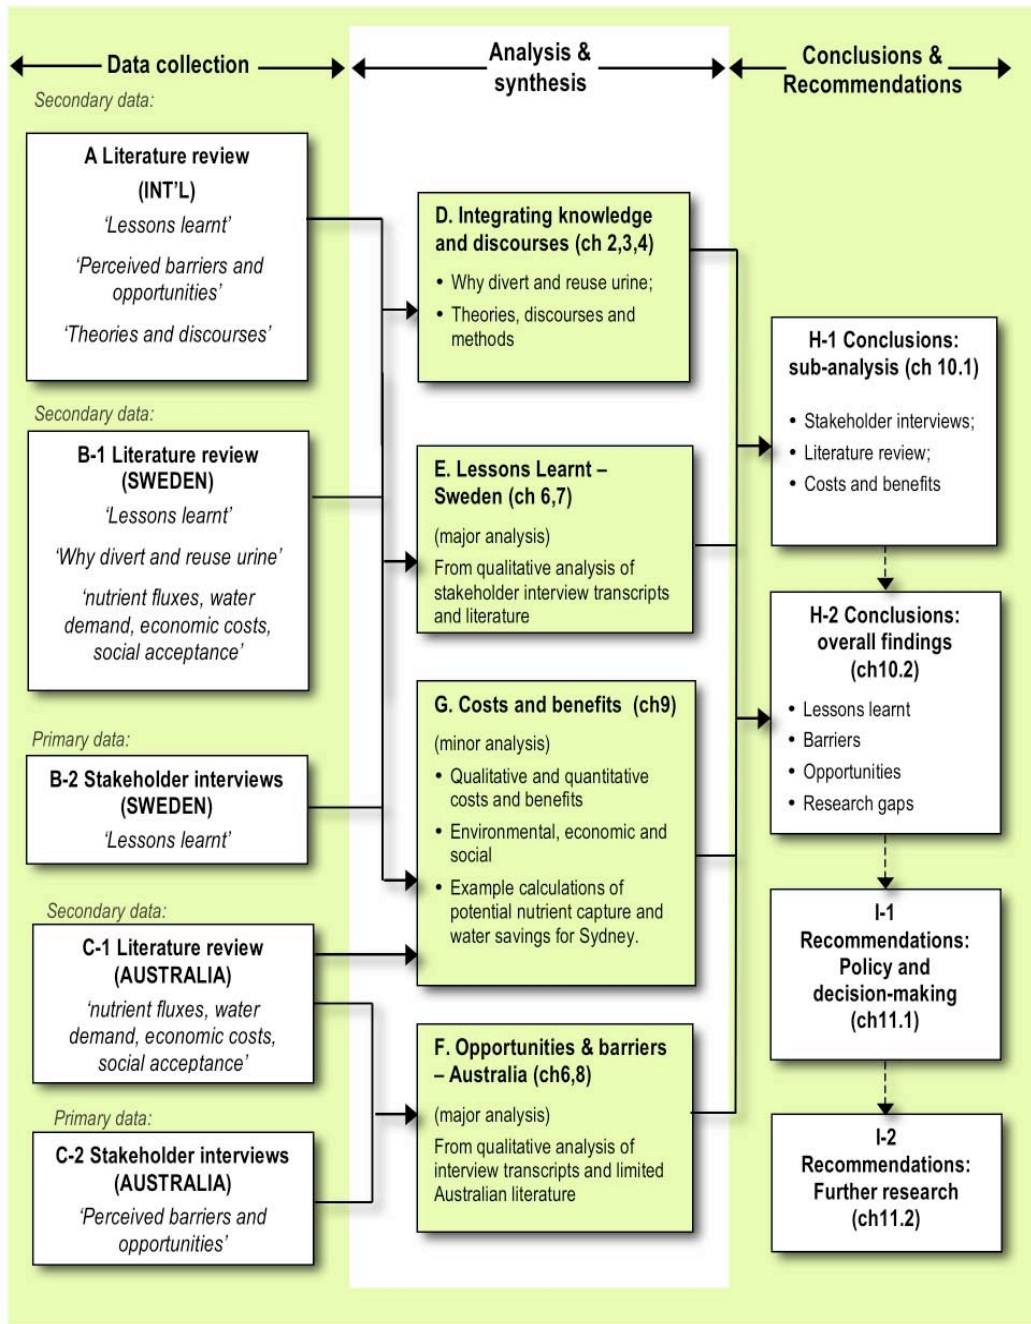 Data collection
Analysis &
synthesis
Conclusions &
Recommendations
Secondary data:
A Literature review
(INT'L)
‘Lessons learnt’
‘Perceived barriers and
opportunities’
‘Theories and discourses’
Secondary data:
B-1 Literature review
(SWEDEN)
‘Lessons learnt’
‘Why divert and reuse urine’
‘nutrient fluxes, water
demand, economic costs,
social acceptance’
Primary data:
B-2 Stakeholder interviews
(SWEDEN)
‘Lessons learnt’
Secondary data:
C-1 Literature review
(AUSTRALIA)
‘nutrient fluxes, water
demand, economic costs,
social acceptance’
Primary data:
C-2 Stakeholder interviews
(AUSTRALIA)
‘Perceived barriers and
opportunities’
D. Integrating knowledge
and discourses (ch 2,3,4)
• Why divert and reuse urine;
• Theories, discourses and
methods
E. Lessons Learnt –
Sweden (ch 6,7)
(major analysis)
From qualitative analysis of
stakeholder interview transcripts
and literature
G. Costs and benefits (ch9)
(minor analysis)
• Qualitative and quantitative
costs and benefits
• Environmental, economic and
social
• Example calculations of
potential nutrient capture and
water savings for Sydney.
F. Opportunities & barriers
– Australia (ch6,8)
(major analysis)
From qualitative analysis of
interview transcripts and limited
Australian literature
H-1 Conclusions:
sub-analysis (ch 10.1)
• Stakeholder interviews;
• Literature review;
• Costs and benefits
H-2 Conclusions:
overall findings
(ch10.2)
• Lessons learnt
• Barriers
• Opportunities
• Research gaps
I-1
Recommendations:
Policy and
decision-making
(ch11.1)
I-2
Recommendations:
Further research
(ch11.2)